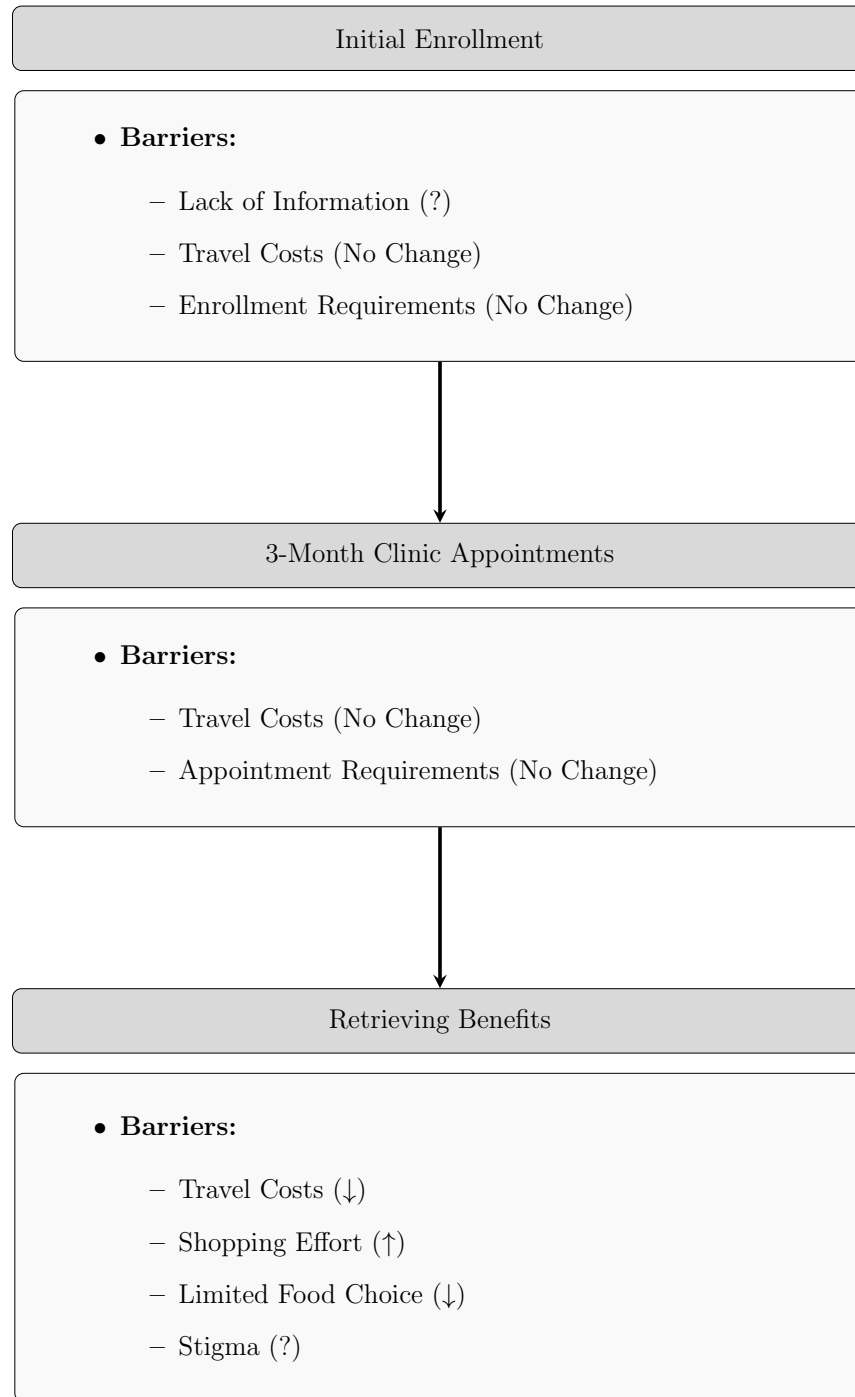 Initial Enrollment
• Barriers:
– Lack of Information (?)
– Travel Costs (No Change)
– Enrollment Requirements (No Change)
3-Month Clinic Appointments
• Barriers:
– Travel Costs (No Change)
– Appointment Requirements (No Change)
Retrieving Benefits
• Barriers:
– Travel Costs (↓)
– Shopping Effort (↑)
– Limited Food Choice (↓)
– Stigma (?)